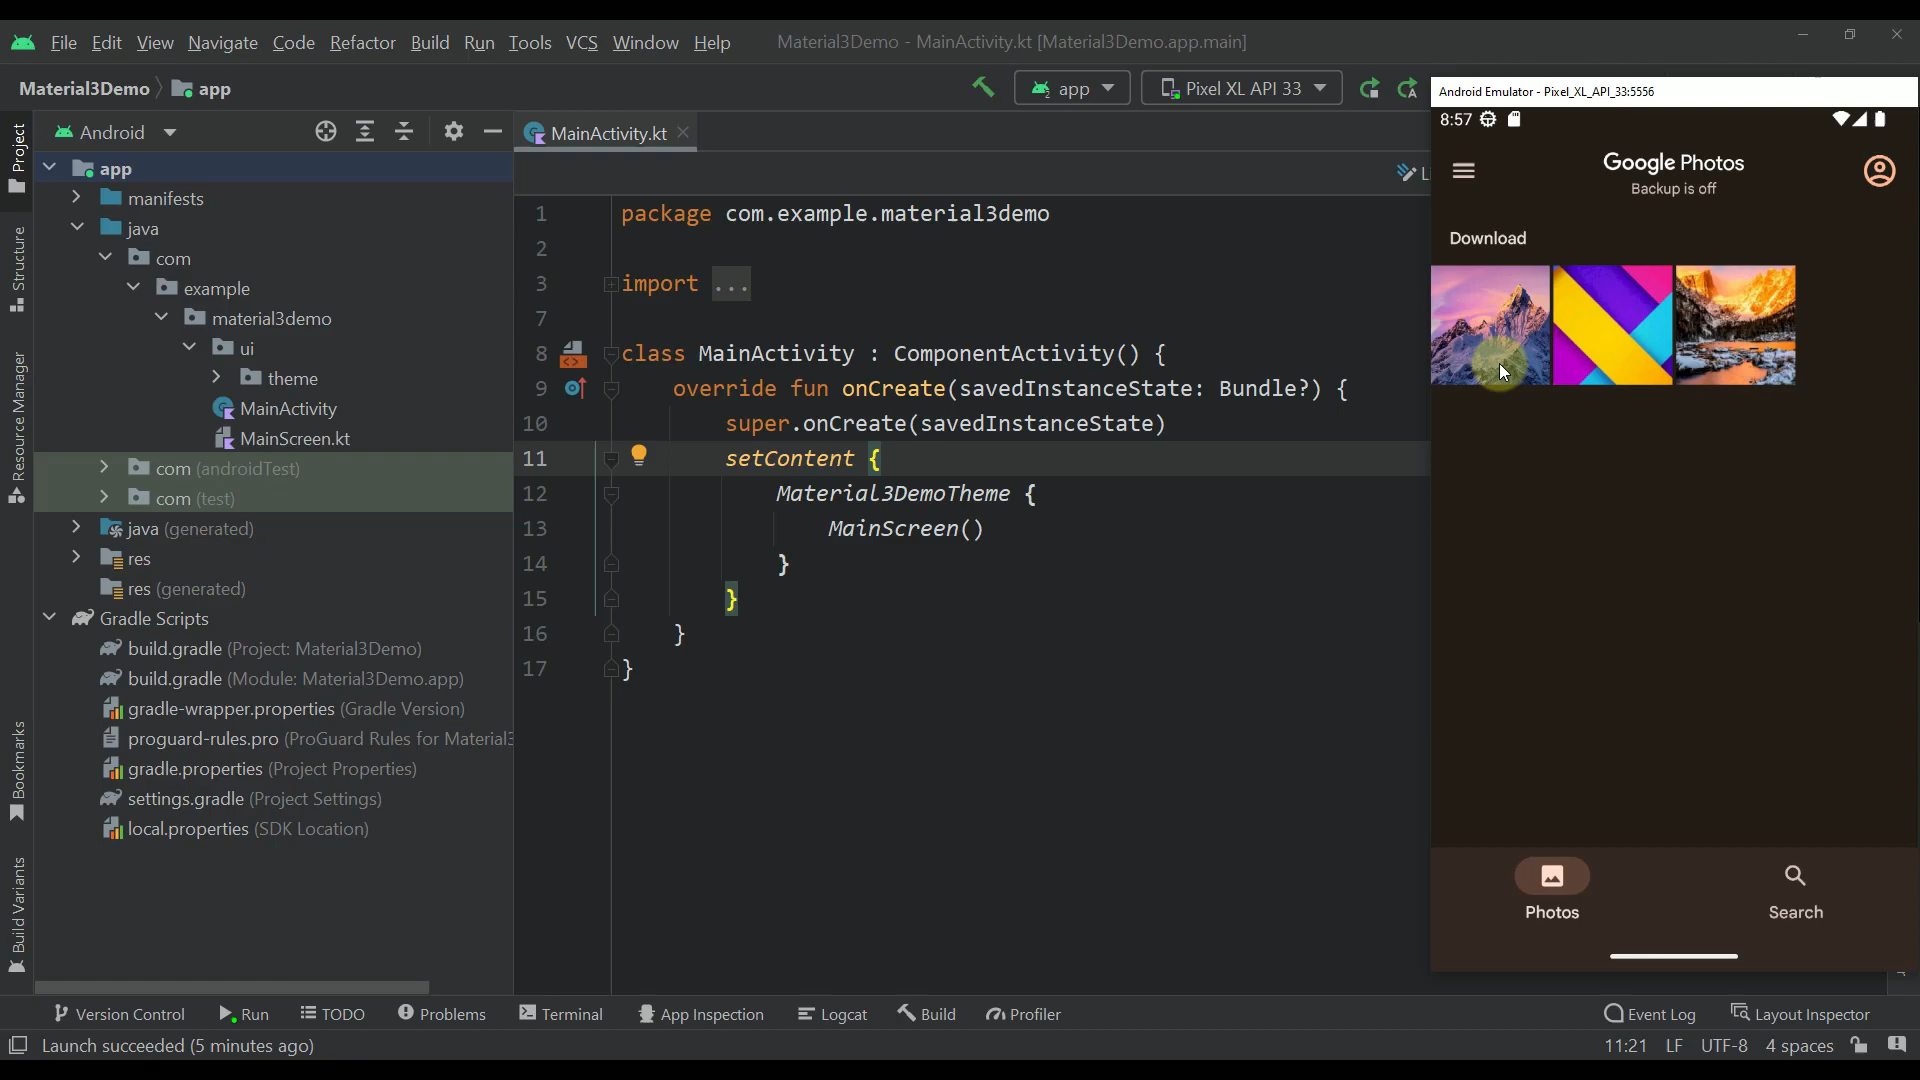 File Edit View Navigate Code Refactor Build Run Tools VCS Window Help Material3Demo - MainActivity.kt [Material3Demo.app.main]
Material3Demo app
app Pixel XL API 33
Android Emulator - Pixel_XL_API_33:5556
Project
Structure
Resource Manager
Bookmarks
Build Variants
Android
app
manifests
java
com
example
material3demo
ui
theme
MainActivity
MainScreen.kt
com (androidTest)
com (test)
java (generated)
res
res (generated)
Gradle Scripts
build.gradle (Project: Material3Demo)
build.gradle (Module: Material3Demo.app)
gradle-wrapper.properties (Gradle Version)
proguard-rules.pro (ProGuard Rules for Material3
gradle.properties (Project Properties)
settings.gradle (Project Settings)
local.properties (SDK Location)
MainActivity.kt
1 package com.example.material3demo
2
3 import ...
7
8 class MainActivity : ComponentActivity() {
9 override fun onCreate(savedInstanceState: Bundle?) {
10 super.onCreate(savedInstanceState)
11 setContent {
12 Material3DemoTheme {
13 MainScreen()
14 }
15 }
16 }
17 }
8:57
Google Photos
Backup is off
Download
Photos Search
Version Control Run TODO Problems Terminal App Inspection Logcat Build Profiler Event Log Layout Inspector
Launch succeeded (5 minutes ago) 11:21 LF UTF-8 4 spaces